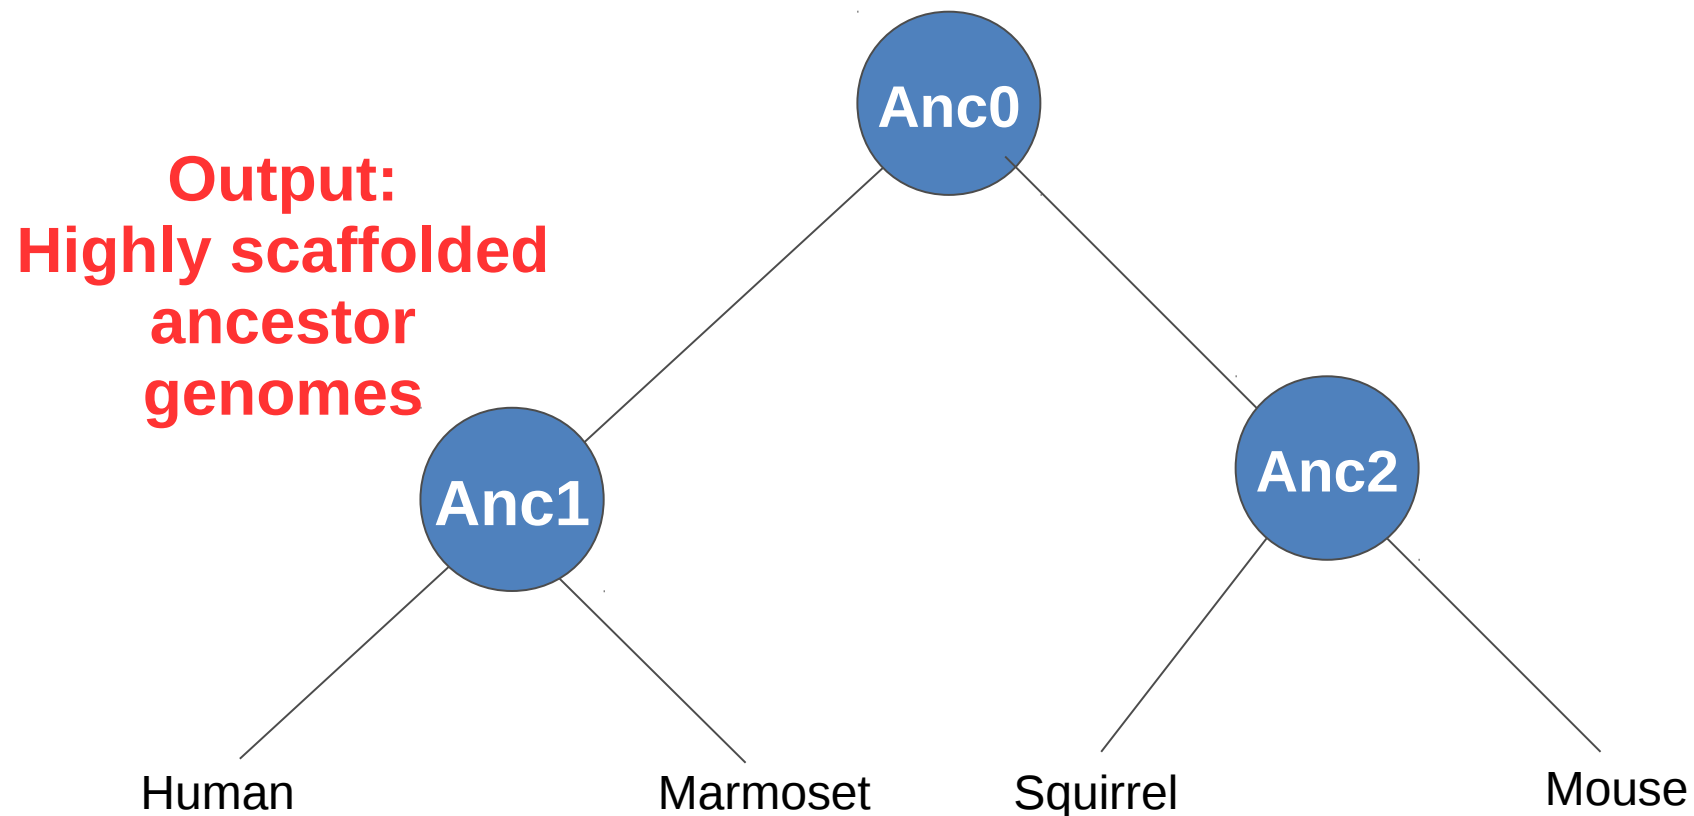 Anc0
Output:
Highly scaffolded
ancestor
genomes
Anc1
Anc2
Human
Marmoset
Squirrel
Mouse